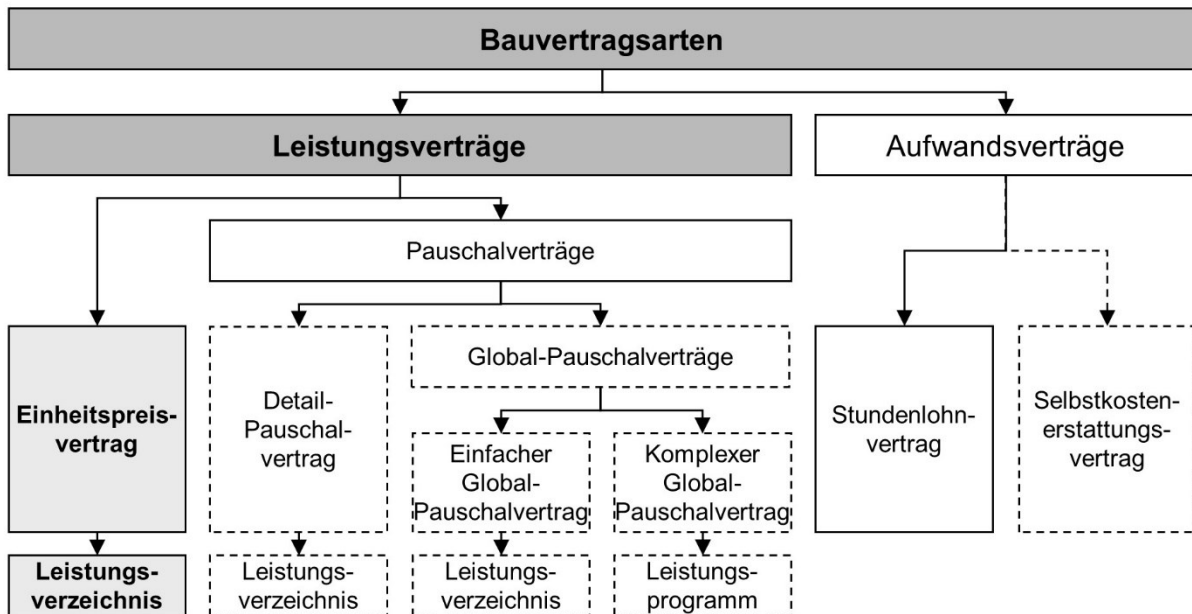 Bauvertragsarten
Leistungsverträge
Aufwandsverträge
Pauschalverträge
Einheitspreis-
vertrag
Detail-
Pauschal-
vertrag
Global-Pauschalverträge
Einfacher
Global-
Pauschalvertrag
Komplexer
Global-
Pauschalvertrag
Stundenlohn-
vertrag
Selbstkosten-
erstattungs-
vertrag
Leistungs-
verzeichnis
Leistungs-
verzeichnis
Leistungs-
verzeichnis
Leistungs-
programm